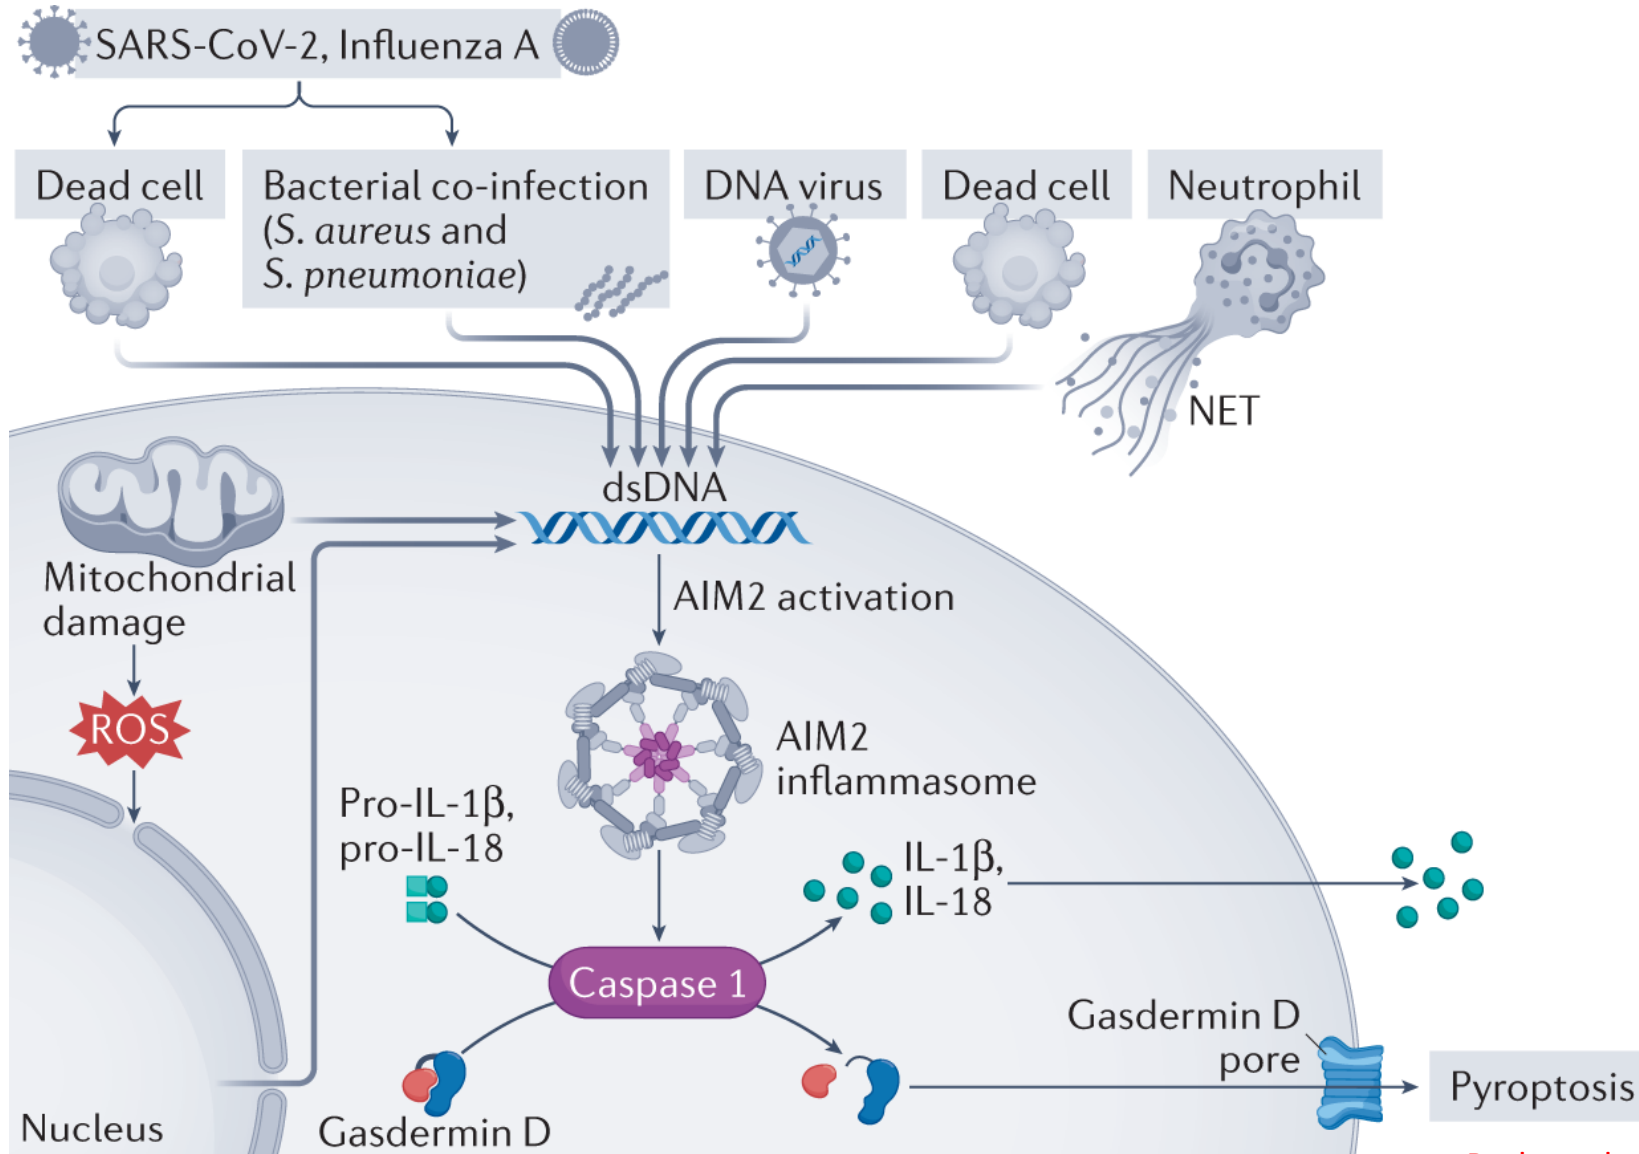 SARS-CoV-2, Influenza A
Dead cell
Bacterial co-infection
(S. aureus and
S. pneumoniae)
DNA virus
Dead cell
Neutrophil
NET
dsDNA
Mitochondrial
damage
AIM2 activation
ROS
AIM2
inflammasome
Pro-IL-1β,
pro-IL-18
IL-1β,
IL-18
Caspase 1
Gasdermin D
pore
Pyroptosis
Nucleus
Gasdermin D